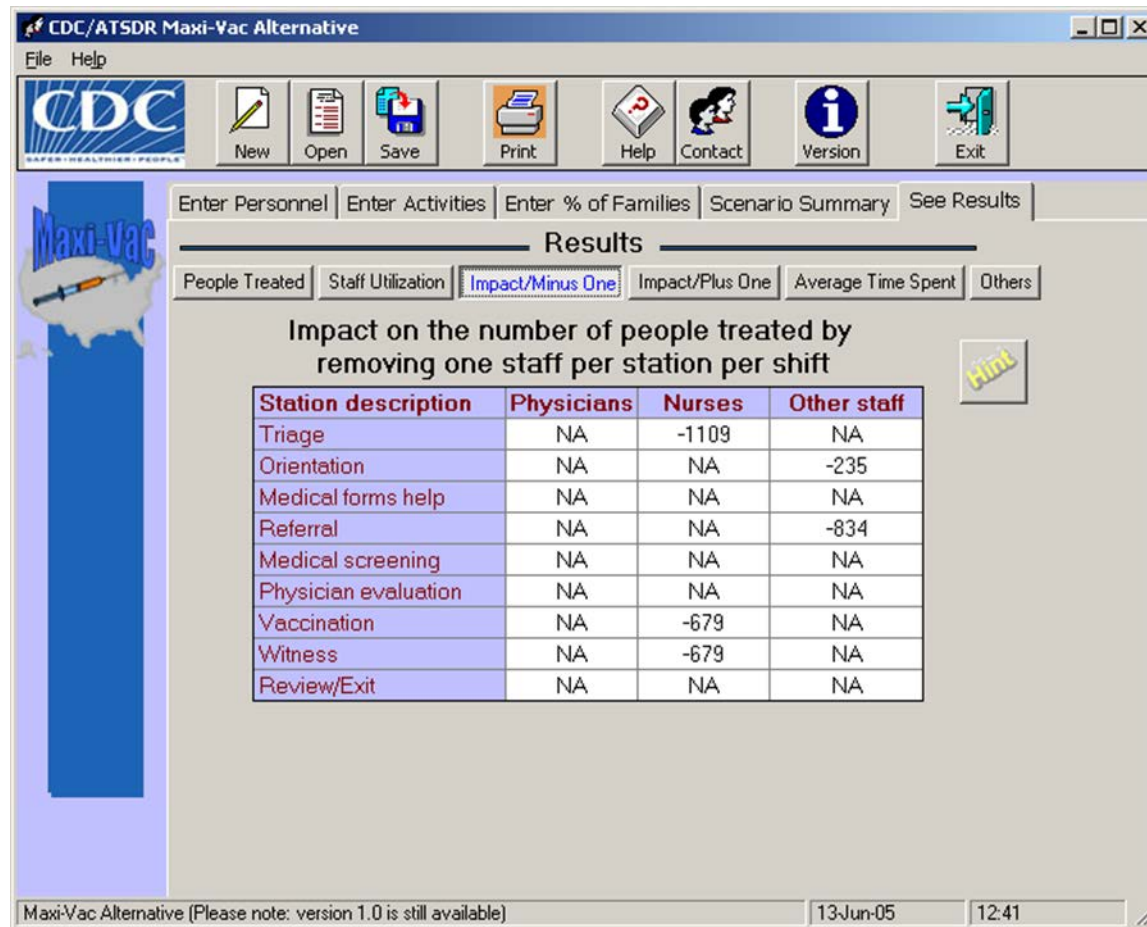 CDC/ATSDR Maxi-Vac Alternative
File Help
CDC
SAFER • HEALTHIER • PEOPLE™
New Open Save Print Help Contact Version Exit
Maxi-Vac
Enter Personnel Enter Activities Enter % of Families Scenario Summary See Results
Results
People Treated Staff Utilization Impact/Minus One Impact/Plus One Average Time Spent Others
Impact on the number of people treated by
removing one staff per station per shift
Hint
Station description Physicians Nurses Other staff
Triage NA -1109 NA
Orientation NA NA -235
Medical forms help NA NA NA
Referral NA NA -834
Medical screening NA NA NA
Physician evaluation NA NA NA
Vaccination NA -679 NA
Witness NA -679 NA
Review/Exit NA NA NA
Maxi-Vac Alternative (Please note: version 1.0 is still available) 13-Jun-05 12:41